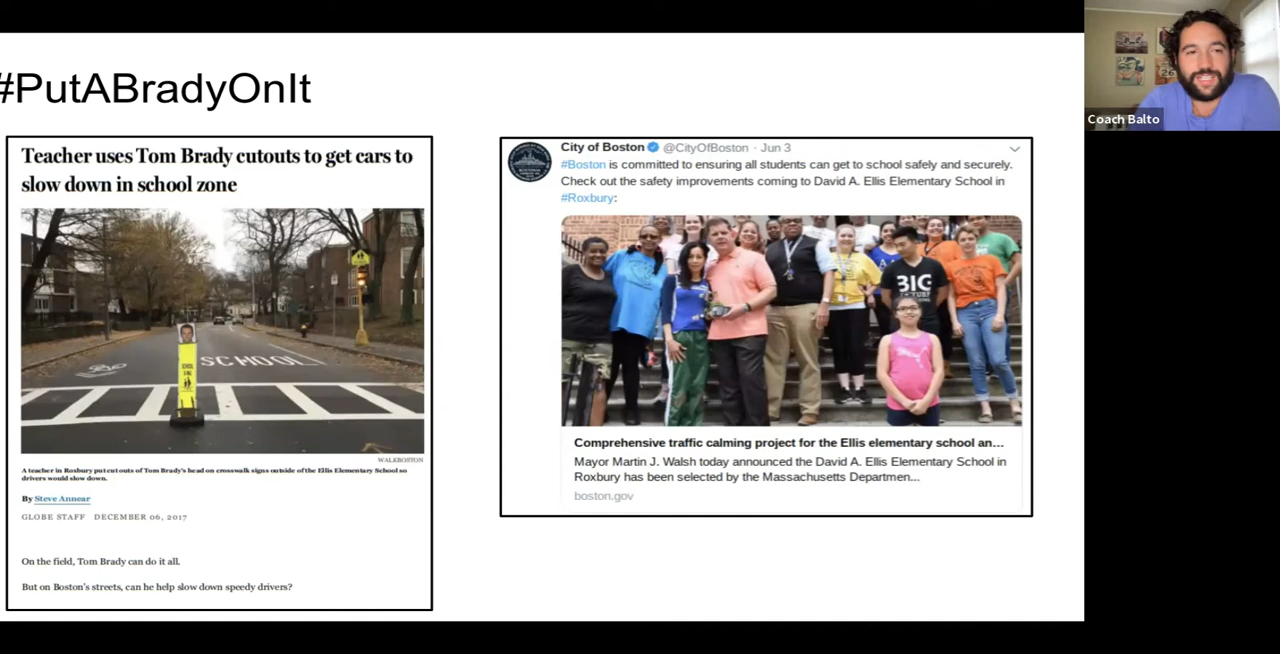 #PutABradyOnIt
Teacher uses Tom Brady cutouts to get cars to
slow down in school zone
SCHOOL
WALKBOSTON
A teacher in Roxbury put cut outs of Tom Brady's head on crosswalk signs outside of the Ellis Elementary School so
drivers would slow down.
By Steve Annear
GLOBE STAFF DECEMBER 06, 2017
On the field, Tom Brady can do it all.
But on Boston's streets, can he help slow down speedy drivers?
City of Boston @CityOfBoston · Jun 3
#Boston is committed to ensuring all students can get to school safely and securely.
Check out the safety improvements coming to David A. Ellis Elementary School in
#Roxbury:
BIG
Comprehensive traffic calming project for the Ellis elementary school an...
Mayor Martin J. Walsh today announced the David A. Ellis Elementary School in
Roxbury has been selected by the Massachusetts Departmen...
boston.gov
Coach Balto